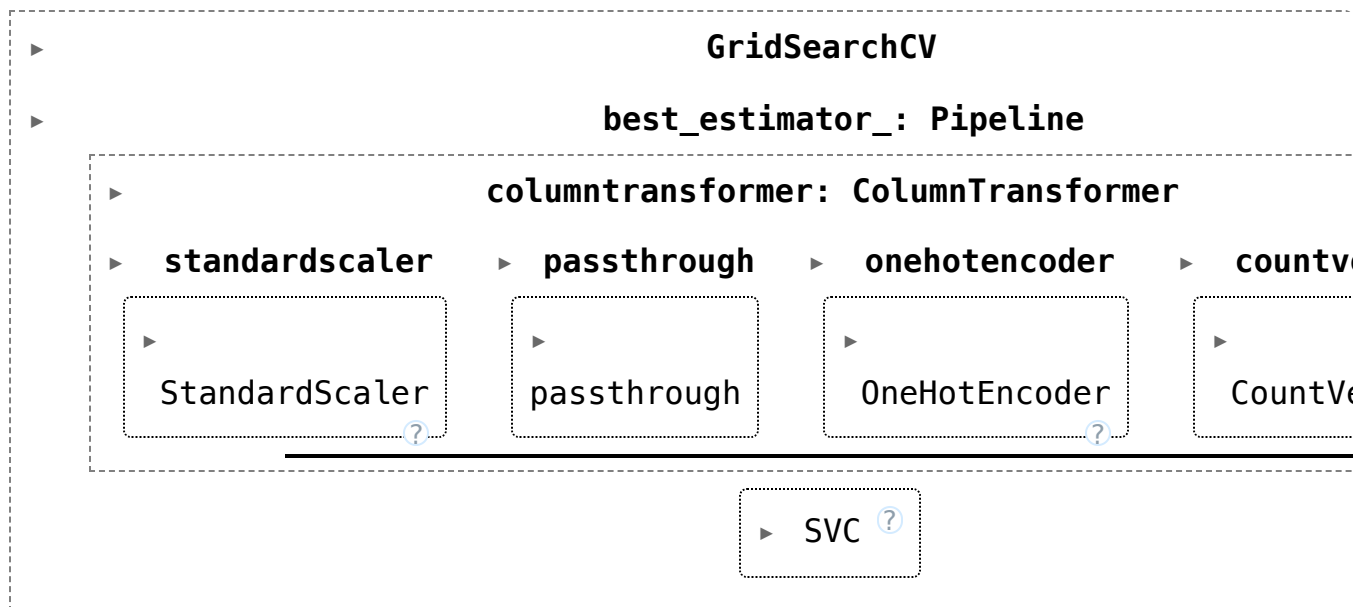 ▸ GridSearchCV
▸ best_estimator_: Pipeline
▸ columntransformer: ColumnTransformer
▸ standardscaler ▸ passthrough ▸ onehotencoder ▸
▸ ▸ ▸ ▸
StandardScaler passthrough OneHotEncoder
? ?
▸ SVC ?